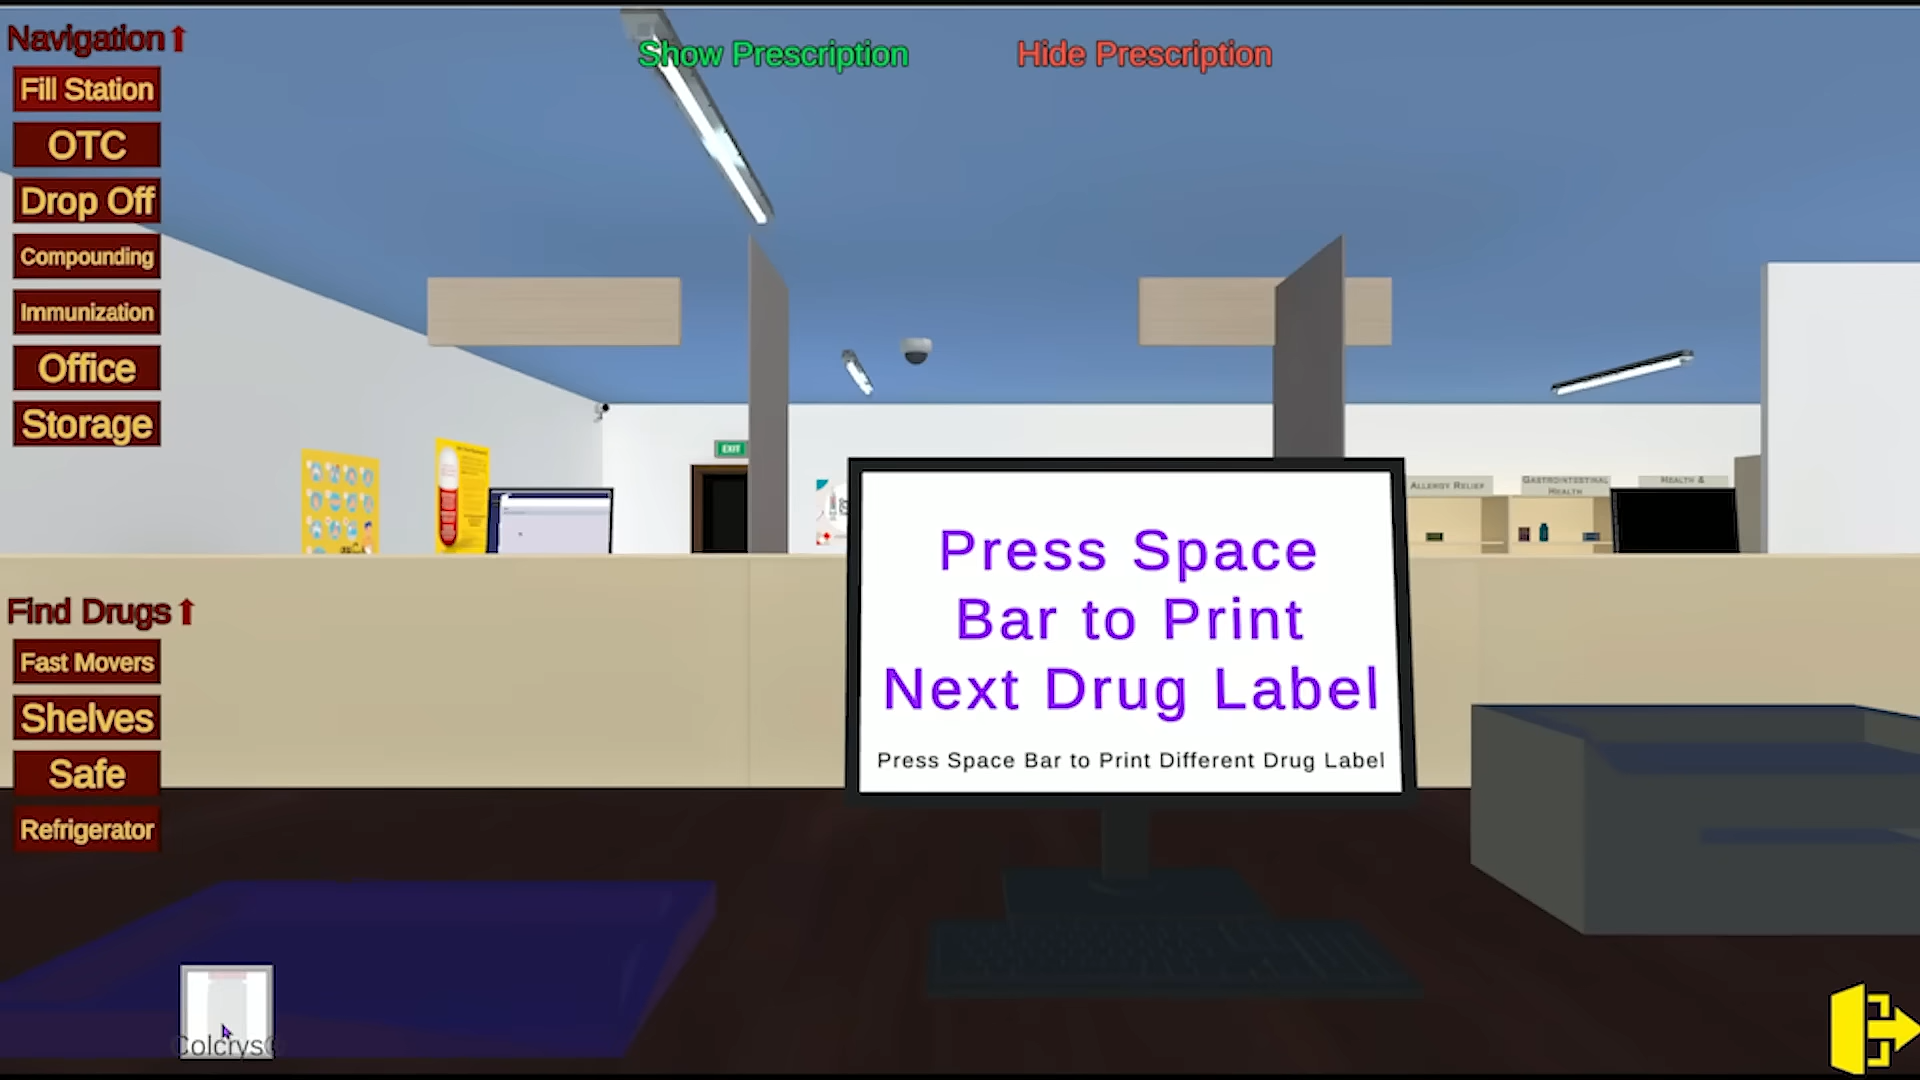 Navigation
Show Prescription
Hide Prescription
Fill Station
OTC
Drop Off
Compounding
Immunization
Office
Storage
EXIT
ALLERGY RELIEF
GASTROINTESTINAL
HEALTH
HEALTH &
Press Space
Bar to Print
Next Drug Label
Press Space Bar to Print Different Drug Label
Find Drugs
Fast Movers
Shelves
Safe
Refrigerator
Colcrys®